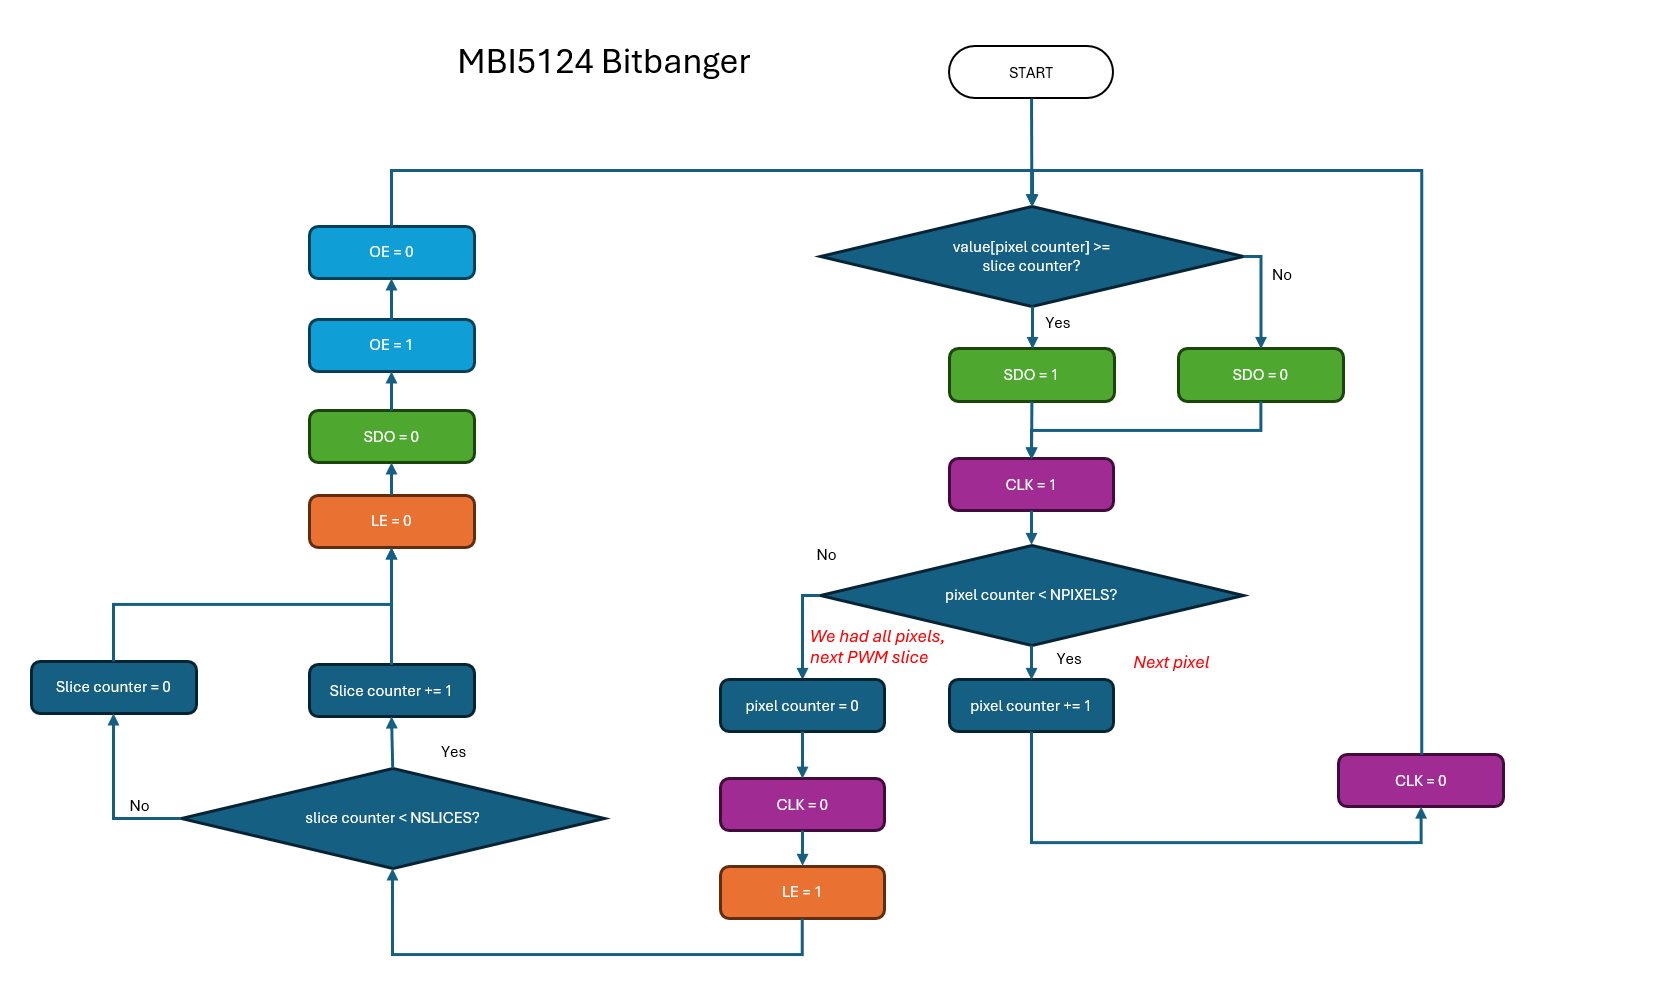 MBI5124 Bitbanger
START
value[pixel counter] >=
slice counter?
No
Yes
SDO = 1
SDO = 0
CLK = 1
pixel counter < NPIXELS?
No
We had all pixels,
next PWM slice
Yes
Next pixel
pixel counter = 0
pixel counter += 1
CLK = 0
CLK = 0
LE = 1
slice counter < NSLICES?
No
Yes
Slice counter = 0
Slice counter += 1
LE = 0
SDO = 0
OE = 1
OE = 0